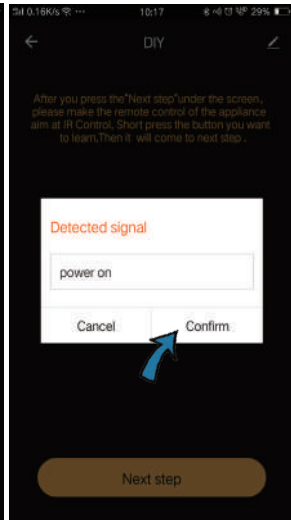 0.16K/s ... 10:17 29%
DIY
After you press the"Next step"under the screen,
please make the remote control of the appliance
aim at IR Control, Short press the button you want
to learn.Then it will come to next step .
Detected signal
power on
Cancel Confirm
Next step